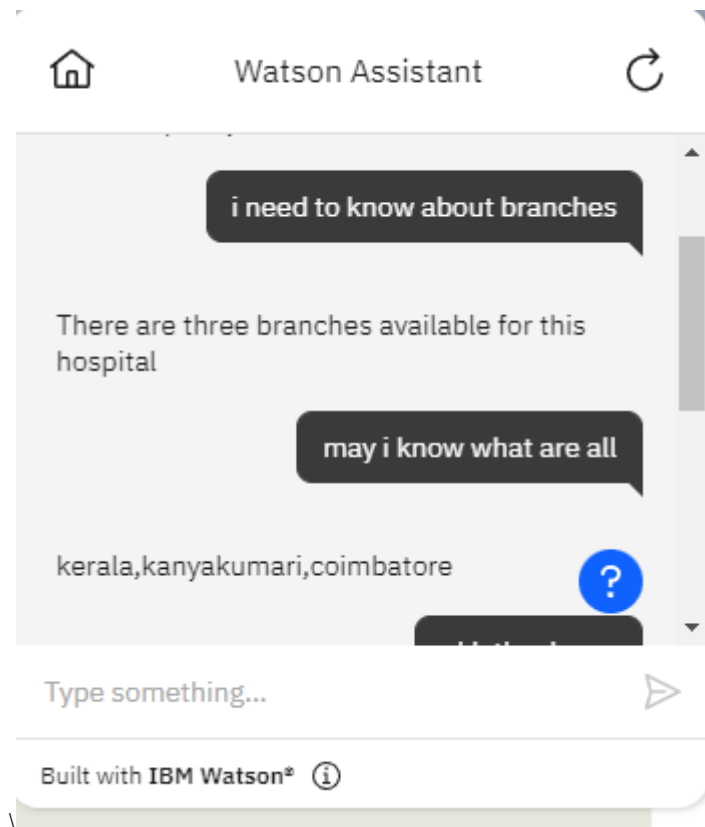 Watson Assistant
i need to know about branches
There are three branches available for this
hospital
may i know what are all
kerala,kanyakumari,coimbatore
?
Type something...
Built with IBM Watson®
\